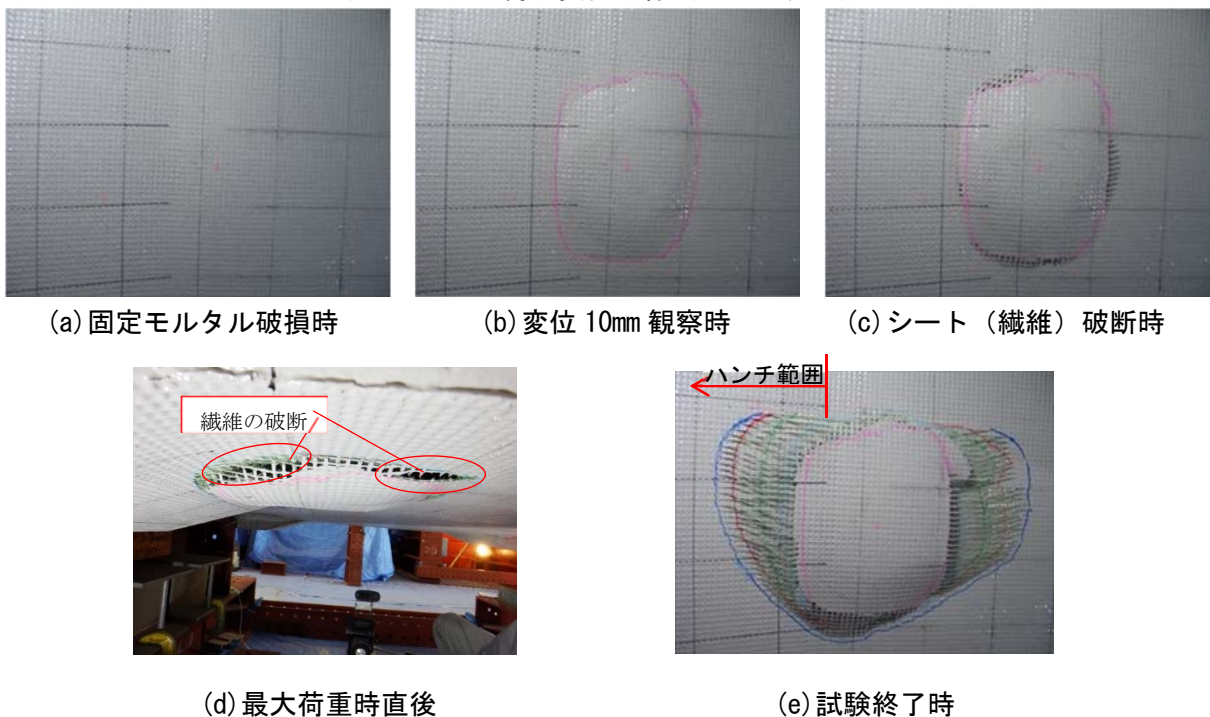 (a)固定モルタル破損時
(b)変位 10mm 観察時
(c)シート（繊維）破断時
繊維の破断
ハンチ範囲
(d)最大荷重時直後
(e)試験終了時